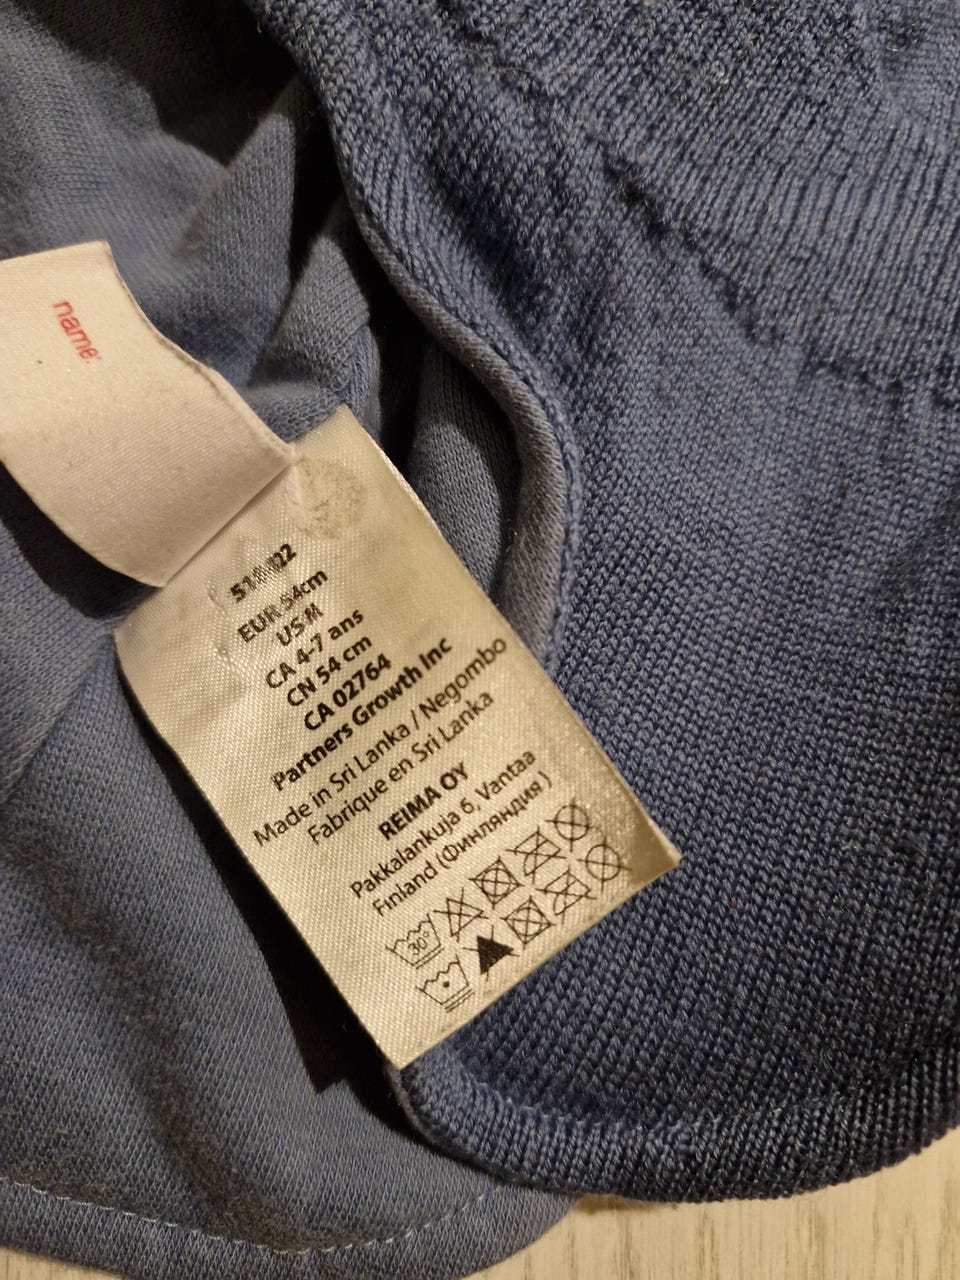 name:
EUR 54cm
US M
CA 4-7 ans
CN 54 cm
CA 02764
Partners Growth Inc
Made in Sri Lanka / Negombo
Fabrique en Sri Lanka
REIMA OY
Pakkalankuja 6, Vantaa
Finland (Финляндия)
30°